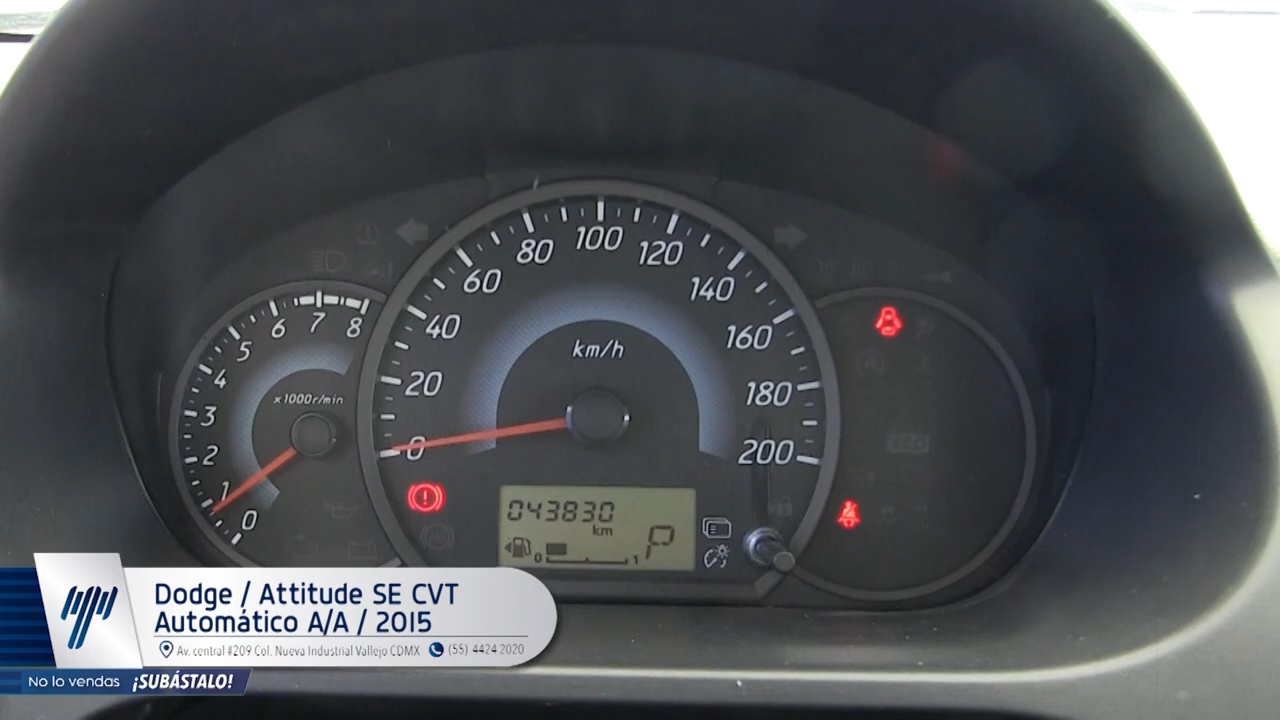 80 100 120
60 140
40 160
20 180
0 200
km/h
8
7
6
5
4
3
2
1
0
x1000r/min
043830
km
P
0 1
Dodge / Attitude SE CVT
Automático A/A / 2015
Av. central #209 Col. Nueva Industrial Vallejo CDMX (55) 4424 2020
No lo vendas ¡SUBÁSTALO!